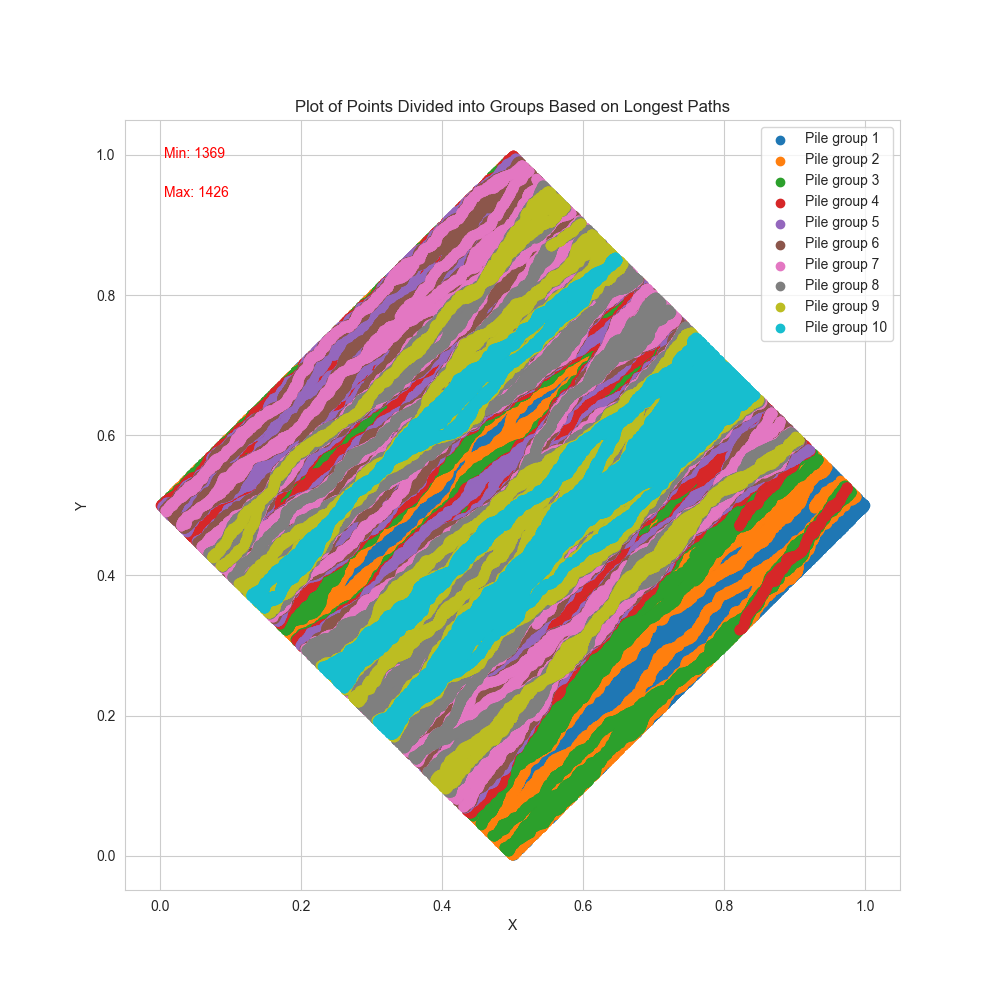 Plot of Points Divided into Groups Based on Longest Paths
Min: 1369
Max: 1426
Pile group 1
Pile group 2
Pile group 3
Pile group 4
Pile group 5
Pile group 6
Pile group 7
Pile group 8
Pile group 9
Pile group 10
1.0
0.8
0.6
0.4
0.2
0.0
Y
0.0 0.2 0.4 0.6 0.8 1.0
X